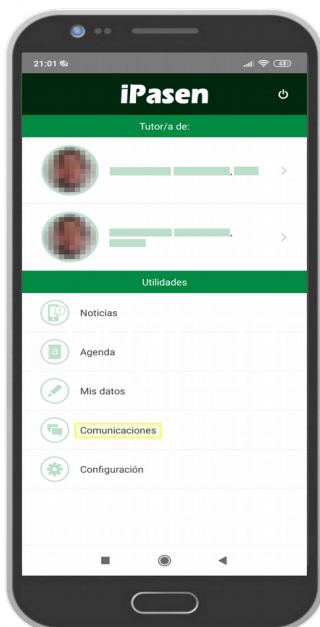 21:01
iPasen
Tutor/a de:
Utilidades
Noticias
Agenda
Mis datos
Comunicaciones
Configuración